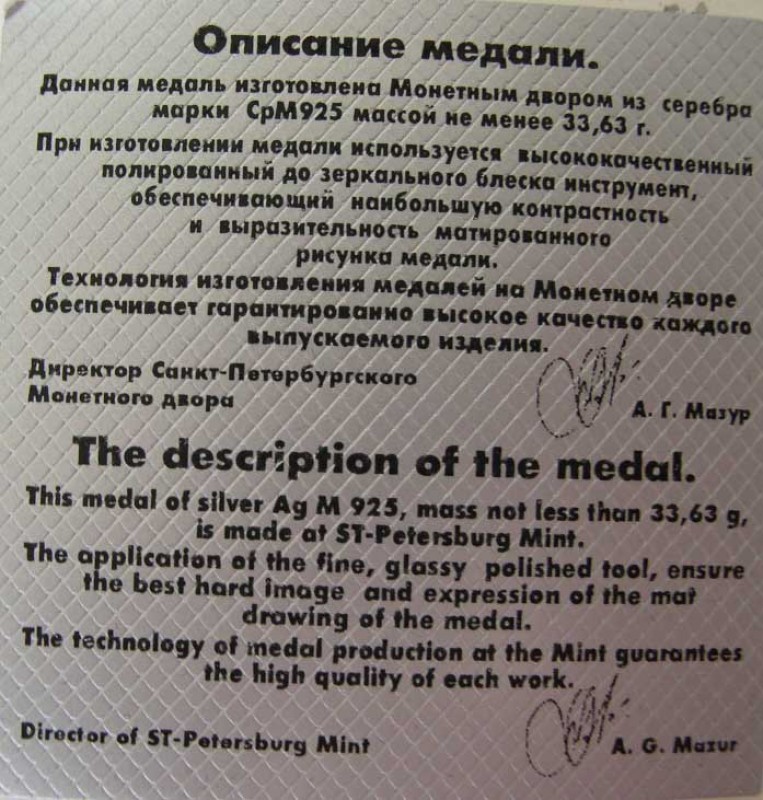 Описание медали.
Данная медаль изготовлена Монетным двором из серебра
марки СрМ925 массой не менее 33,63 г.
При изготовлении медали используется высококачественный
полированный до зеркального блеска инструмент,
обеспечивающий наибольшую контрастность
и выразительность матированного
рисунка медали.
Технология изготовления медалей на Монетном дворе
обеспечивает гарантированно высокое качество каждого
выпускаемого изделия.
Директор Санкт-Петербургского
Монетного двора
А. Г. Мазур
The description of the medal.
This medal of silver Ag M 925, mass not less than 33,63 g,
is made at ST-Petersburg Mint.
The application of the fine, glassy polished tool, ensure
the best hard image and expression of the mat
drawing of the medal.
The technology of medal production at the Mint guarantees
the high quality of each work.
Director of ST-Petersburg Mint
A. G. Mazur